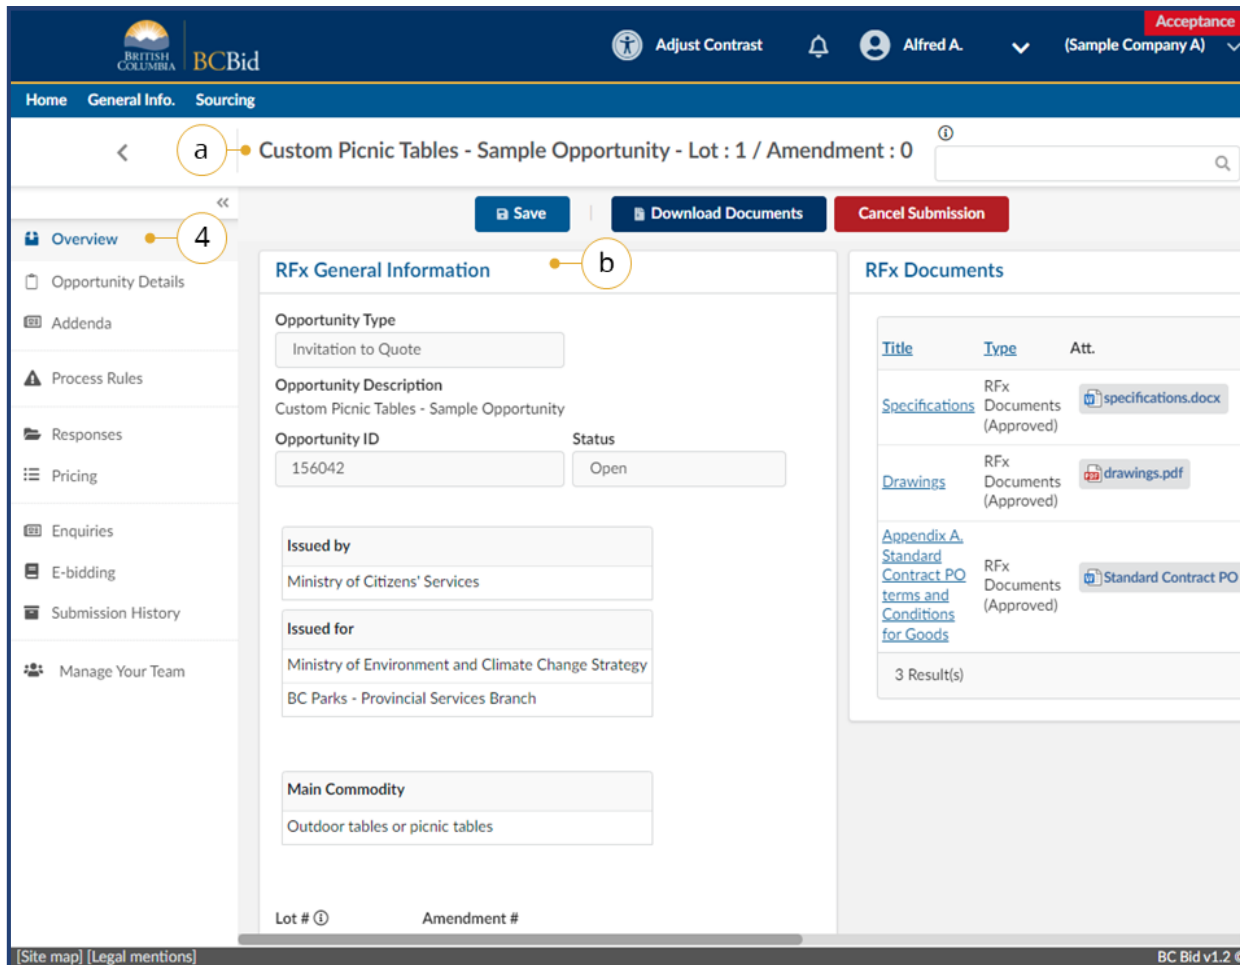 Acceptance
BRITISH COLUMBIA BCBid
Adjust Contrast
Alfred A.
(Sample Company A)
Home General Info. Sourcing
a
Custom Picnic Tables - Sample Opportunity - Lot : 1 / Amendment : 0
Save
Download Documents
Cancel Submission
Overview
4
Opportunity Details
Addenda
Process Rules
Responses
Pricing
Enquiries
E-bidding
Submission History
Manage Your Team
RFx General Information
b
Opportunity Type
Invitation to Quote
Opportunity Description
Custom Picnic Tables - Sample Opportunity
Opportunity ID Status
156042 Open
Issued by
Ministry of Citizens' Services
Issued for
Ministry of Environment and Climate Change Strategy
BC Parks - Provincial Services Branch
Main Commodity
Outdoor tables or picnic tables
Lot # Amendment #
RFx Documents
Title Type Att.
Specifications
RFx
Documents
(Approved)
specifications.docx
Drawings
RFx
Documents
(Approved)
drawings.pdf
Appendix A.
Standard
Contract PO
terms and
Conditions
for Goods
RFx
Documents
(Approved)
Standard Contract PO
3 Result(s)
[Site map] [Legal mentions]
BC Bid v1.2 ©